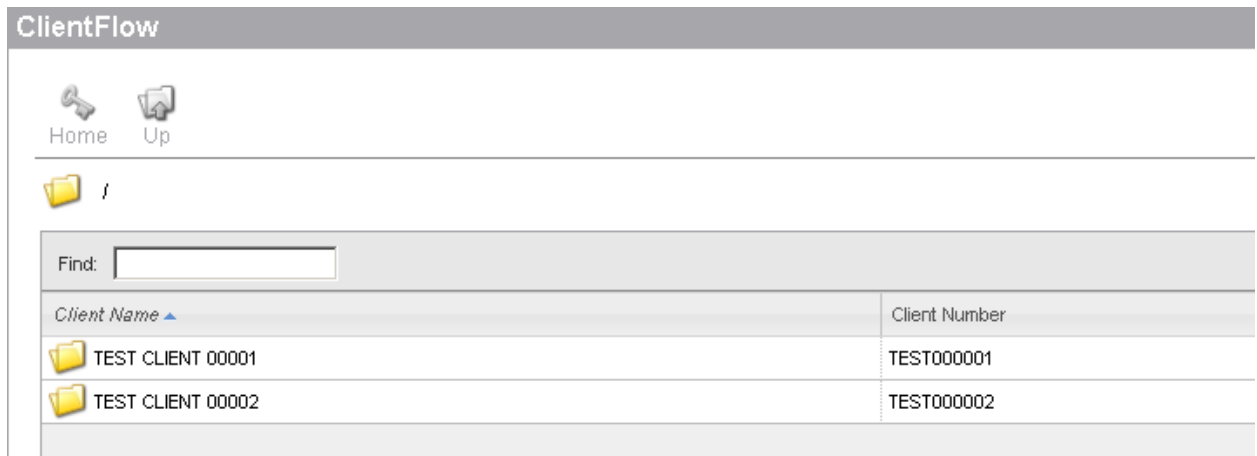 ClientFlow
Home Up
/
Find:
Client Name Client Number
TEST CLIENT 00001 TEST000001
TEST CLIENT 00002 TEST000002